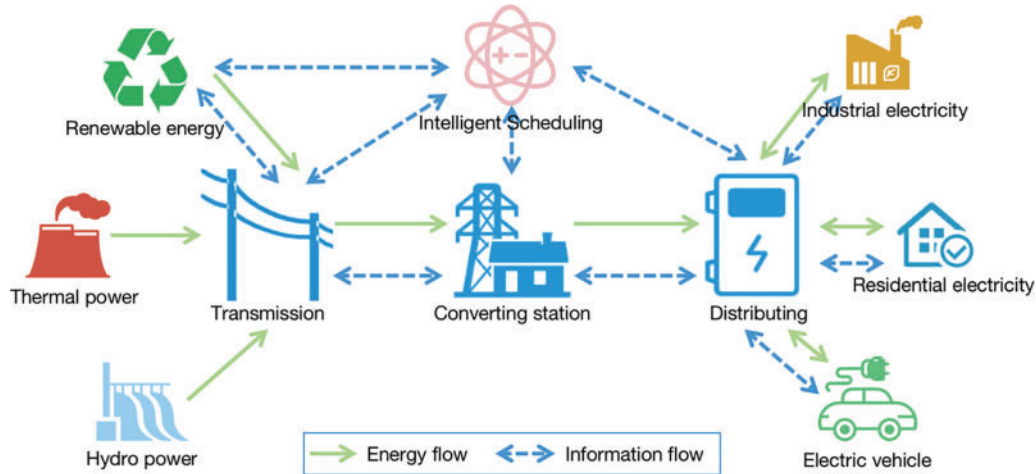 Renewable energy
Intelligent Scheduling
Industrial electricity
Thermal power
Transmission
Converting station
Distributing
Residential electricity
Hydro power
Energy flow
Information flow
Electric vehicle